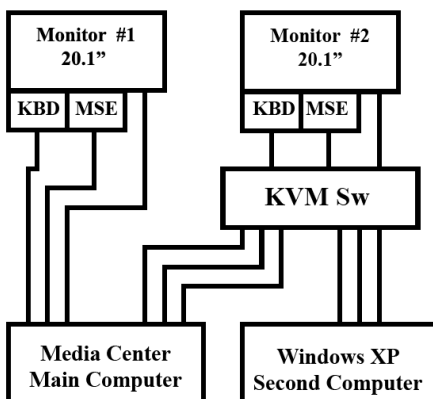 Monitor #1
20.1”
KBD MSE
Monitor #2
20.1”
KBD MSE
KVM Sw
Media Center
Main Computer
Windows XP
Second Computer